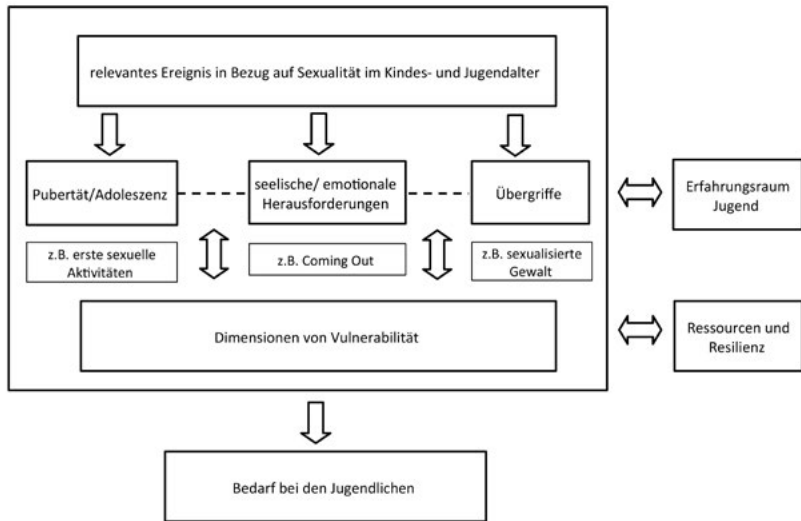 relevantes Ereignis in Bezug auf Sexualität im Kindes- und Jugendalter
Pubertät/Adoleszenz
seelische/ emotionale
Herausforderungen
Übergriffe
Erfahrungsraum
Jugend
z.B. erste sexuelle
Aktivitäten
z.B. Coming Out
z.B. sexualisierte
Gewalt
Dimensionen von Vulnerabilität
Ressourcen und
Resilienz
Bedarf bei den Jugendlichen